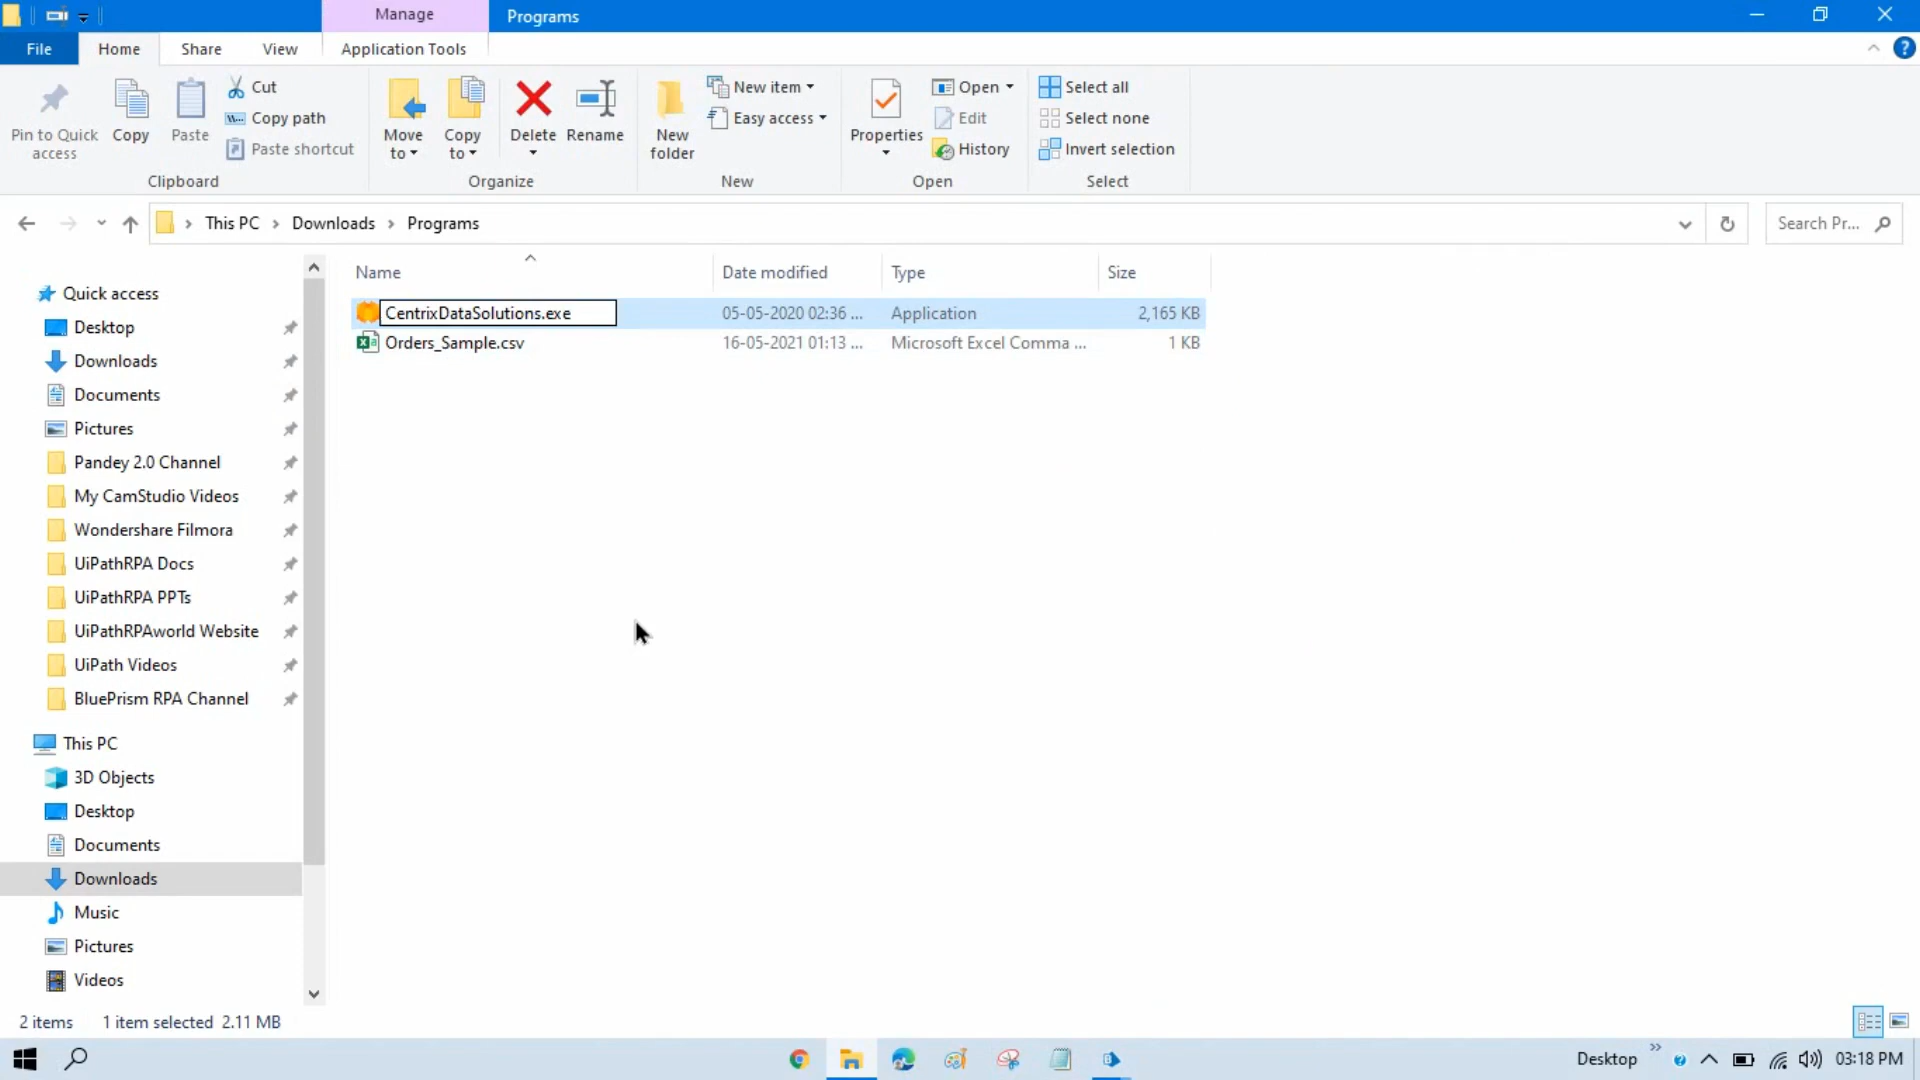 Manage
Programs
File
Home
Share
View
Application Tools
Pin to Quick access
Copy
Paste
Cut
Copy path
Paste shortcut
Clipboard
Move to
Copy to
Delete
Rename
Organize
New folder
New item
Easy access
New
Properties
Open
Edit
History
Open
Select all
Select none
Invert selection
Select
This PC
Downloads
Programs
Search Pr...
Name
Date modified
Type
Size
CentrixDataSolutions.exe
05-05-2020 02:36 ...
Application
2,165 KB
Orders_Sample.csv
16-05-2021 01:13 ...
Microsoft Excel Comma ...
1 KB
Quick access
Desktop
Downloads
Documents
Pictures
Pandey 2.0 Channel
My CamStudio Videos
Wondershare Filmora
UiPathRPA Docs
UiPathRPA PPTs
UiPathRPAworld Website
UiPath Videos
BluePrism RPA Channel
This PC
3D Objects
Desktop
Documents
Downloads
Music
Pictures
Videos
2 items
1 item selected 2.11 MB
Desktop
03:18 PM